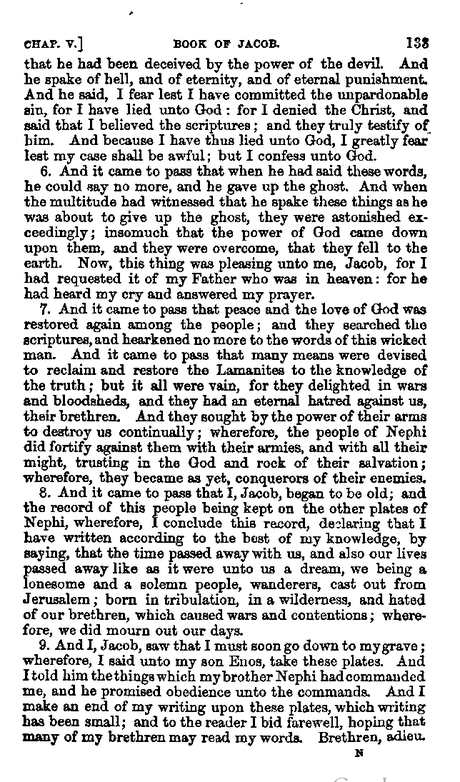 CHAP. V.] BOOK OF JACOB. 133
that he had been deceived by the power of the devil. And
he spake of hell, and of eternity, and of eternal punishment.
And he said, I fear lest I have committed the unpardonable
sin, for I have lied unto God: for I denied the Christ, and
said that I believed the scriptures; and they truly testify of
him. And because I have thus lied unto God, I greatly fear
lest my case shall be awful; but I confess unto God.
6. And it came to pass that when he had said these words,
he could say no more, and he gave up the ghost. And when
the multitude had witnessed that he spake these things as he
was about to give up the ghost, they were astonished ex-
ceedingly; insomuch that the power of God came down
upon them, and they were overcome, that they fell to the
earth. Now, this thing was pleasing unto me, Jacob, for I
had requested it of my Father who was in heaven: for he
had heard my cry and answered my prayer.
7. And it came to pass that peace and the love of God was
restored again among the people; and they searched the
scriptures, and hearkened no more to the words of this wicked
man. And it came to pass that many means were devised
to reclaim and restore the Lamanites to the knowledge of
the truth; but it all were vain, for they delighted in wars
and bloodsheds, and they had an eternal hatred against us,
their brethren. And they sought by the power of their arms
to destroy us continually; wherefore, the people of Nephi
did fortify against them with their armies, and with all their
might, trusting in the God and rock of their salvation;
wherefore, they became as yet, conquerors of their enemies.
8. And it came to pass that I, Jacob, began to be old; and
the record of this people being kept on the other plates of
Nephi, wherefore, I conclude this record, declaring that I
have written according to the best of my knowledge, by
saying, that the time passed away with us, and also our lives
passed away like as it were unto us a dream, we being a
lonesome and a solemn people, wanderers, cast out from
Jerusalem; born in tribulation, in a wilderness, and hated
of our brethren, which caused wars and contentions; where-
fore, we did mourn out our days.
9. And I, Jacob, saw that I must soon go down to my grave;
wherefore, I said unto my son Enos, take these plates. And
I told him the things which my brother Nephi had commanded
me, and he promised obedience unto the commands. And I
make an end of my writing upon these plates, which writing
has been small; and to the reader I bid farewell, hoping that
many of my brethren may read my words. Brethren, adieu.
N